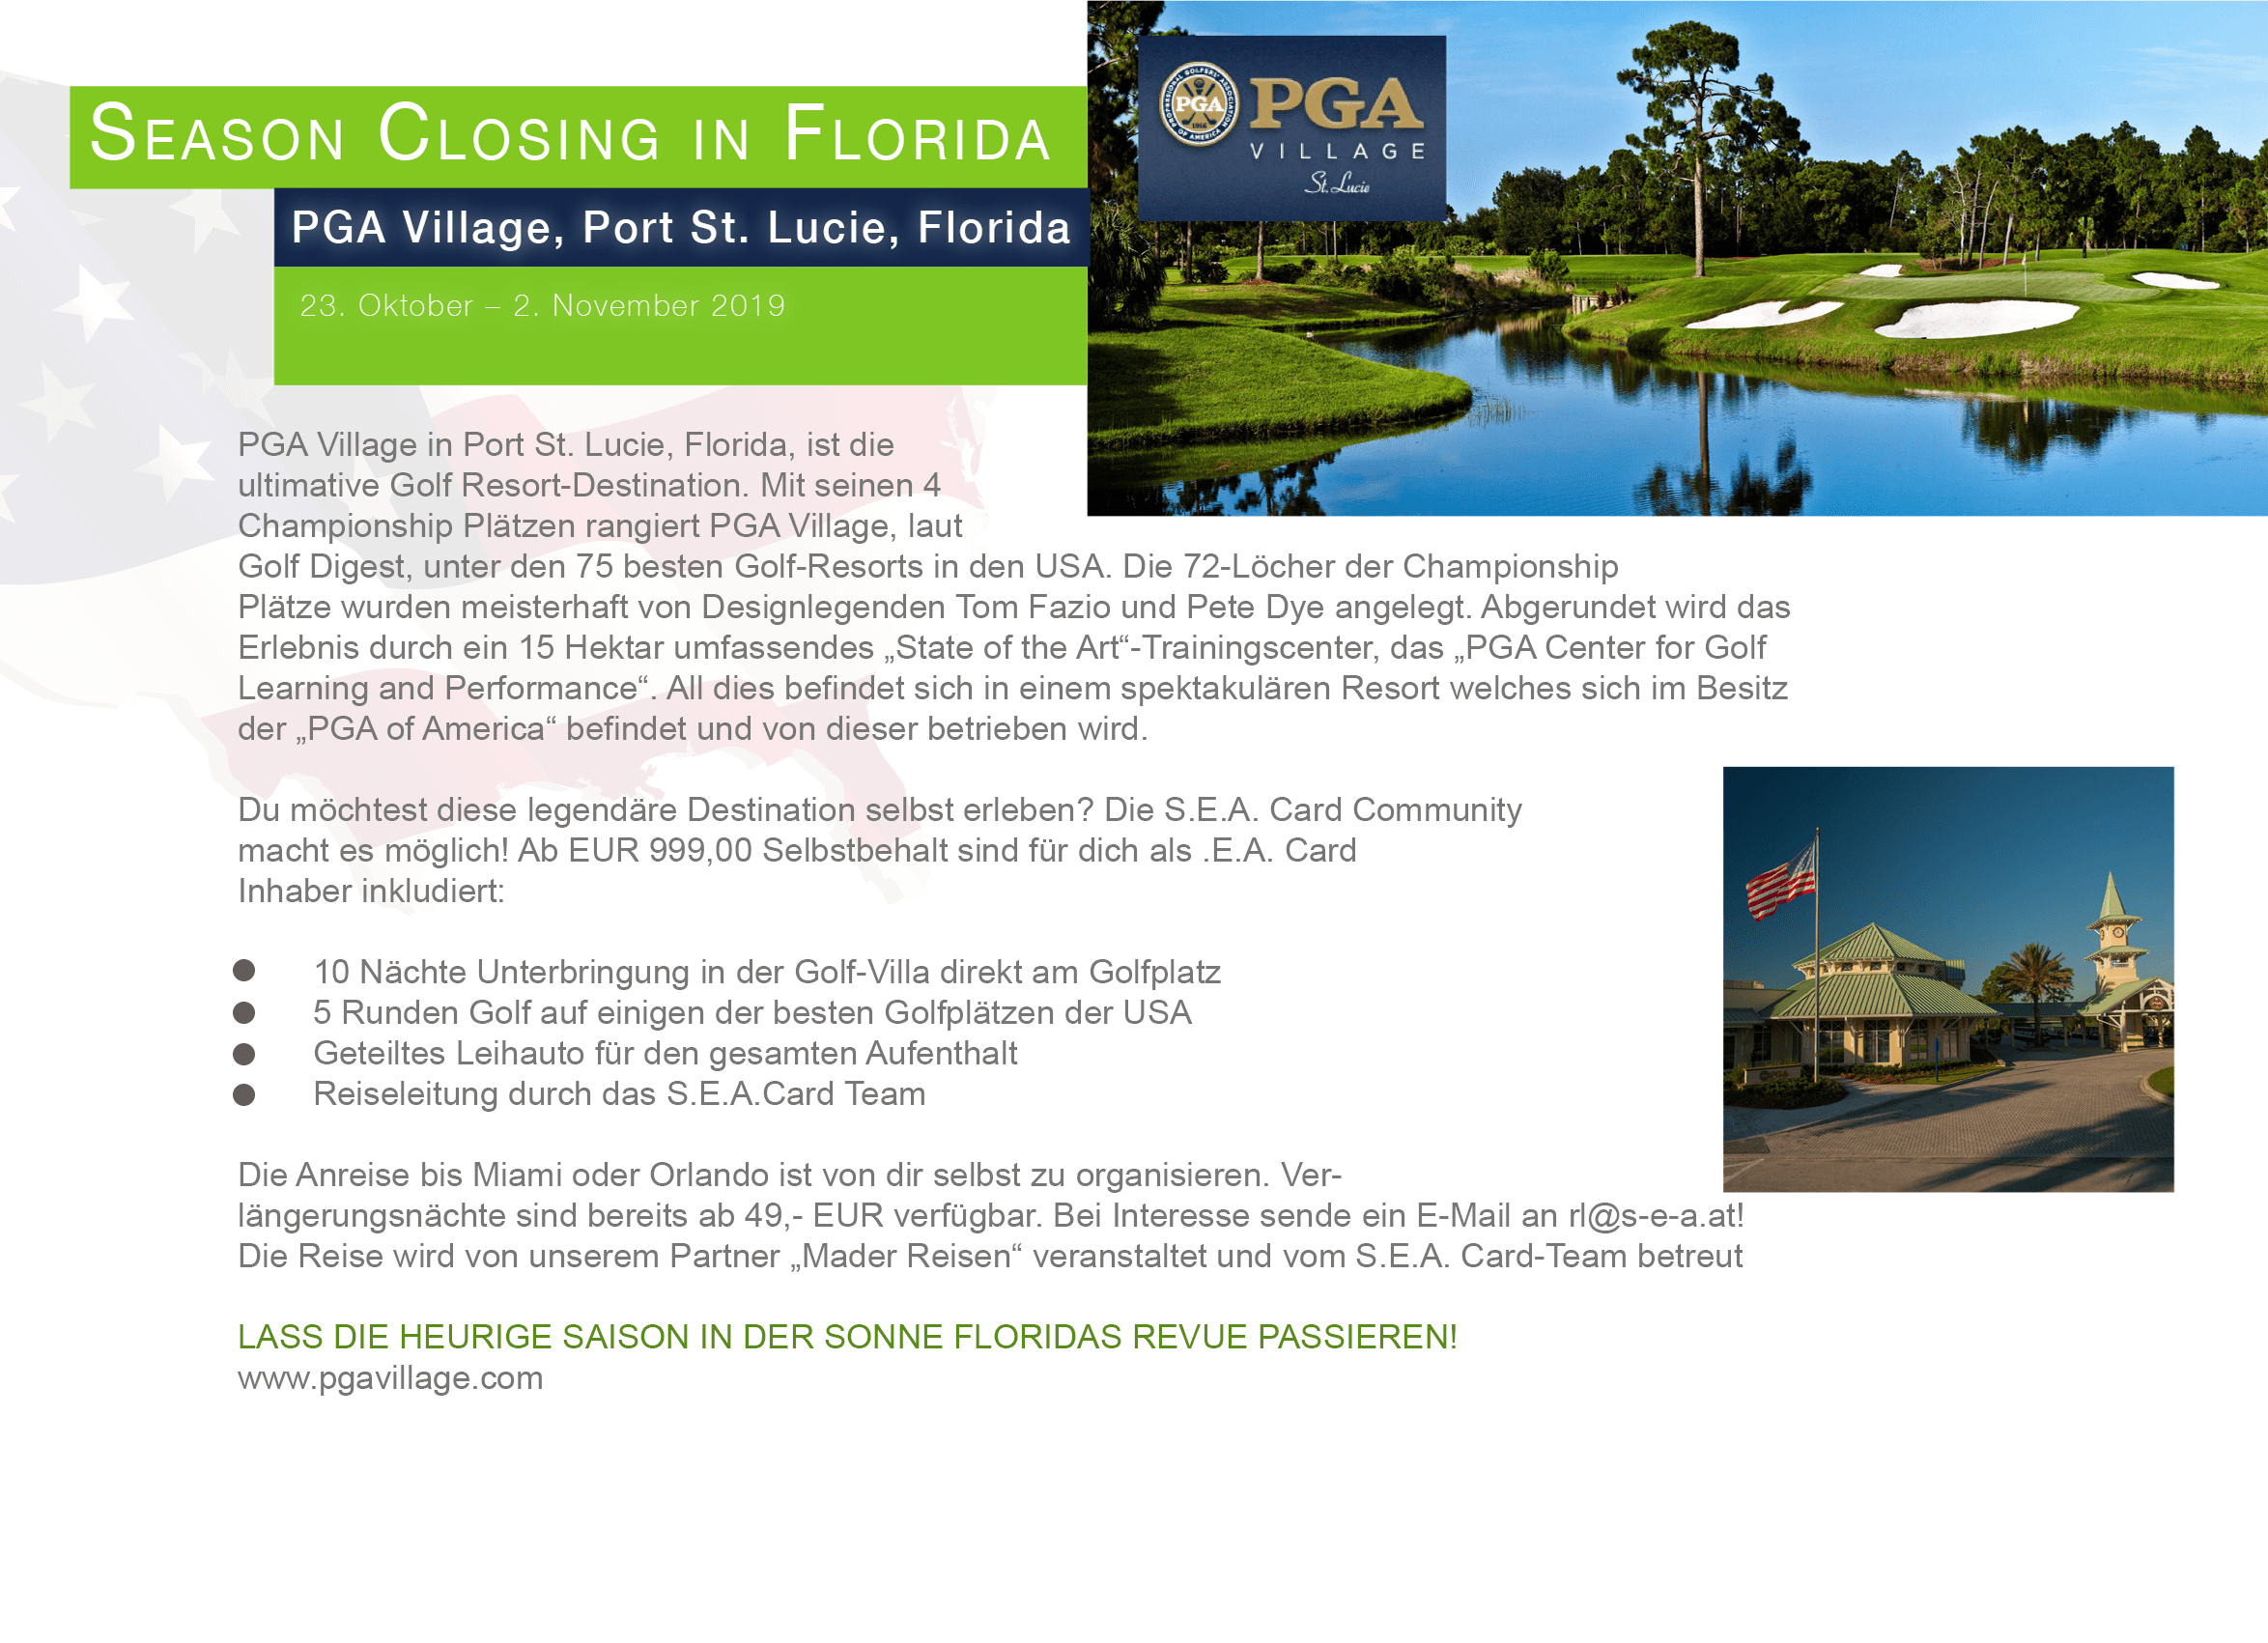 SEASON CLOSING IN FLORIDA
PGA Village, Port St. Lucie, Florida
23. Oktober – 2. November 2019
PROFESSIONAL GOLFERS' ASSOCIATION OF AMERICA
PGA
1916
PGA
VILLAGE
St. Lucie
PGA Village in Port St. Lucie, Florida, ist die
ultimative Golf Resort-Destination. Mit seinen 4
Championship Plätzen rangiert PGA Village, laut
Golf Digest, unter den 75 besten Golf-Resorts in den USA. Die 72-Löcher der Championship
Plätze wurden meisterhaft von Designlegenden Tom Fazio und Pete Dye angelegt. Abgerundet wird das
Erlebnis durch ein 15 Hektar umfassendes „State of the Art“-Trainingscenter, das „PGA Center for Golf
Learning and Performance“. All dies befindet sich in einem spektakulären Resort welches sich im Besitz
der „PGA of America“ befindet und von dieser betrieben wird.
Du möchtest diese legendäre Destination selbst erleben? Die S.E.A. Card Community
macht es möglich! Ab EUR 999,00 Selbstbehalt sind für dich als .E.A. Card
Inhaber inkludiert:
● 10 Nächte Unterbringung in der Golf-Villa direkt am Golfplatz
● 5 Runden Golf auf einigen der besten Golfplätzen der USA
● Geteiltes Leihauto für den gesamten Aufenthalt
● Reiseleitung durch das S.E.A.Card Team
Die Anreise bis Miami oder Orlando ist von dir selbst zu organisieren. Ver-
längerungsnächte sind bereits ab 49,- EUR verfügbar. Bei Interesse sende ein E-Mail an rl@s-e-a.at!
Die Reise wird von unserem Partner „Mader Reisen“ veranstaltet und vom S.E.A. Card-Team betreut
LASS DIE HEURIGE SAISON IN DER SONNE FLORIDAS REVUE PASSIEREN!
www.pgavillage.com